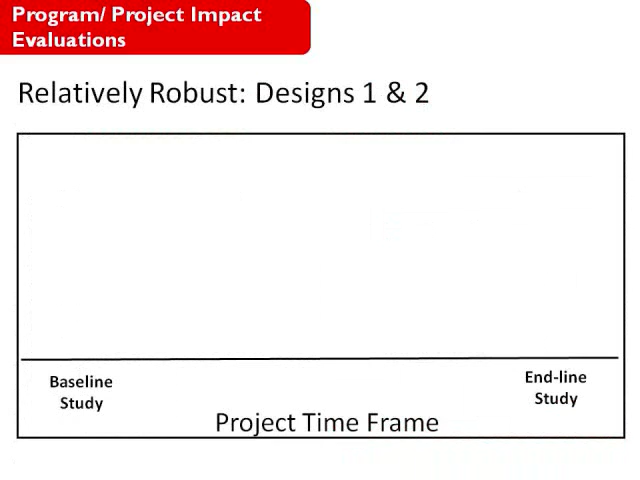 Program/ Project Impact
Evaluations
Relatively Robust: Designs 1 & 2
Baseline
Study
End-line
Study
Project Time Frame